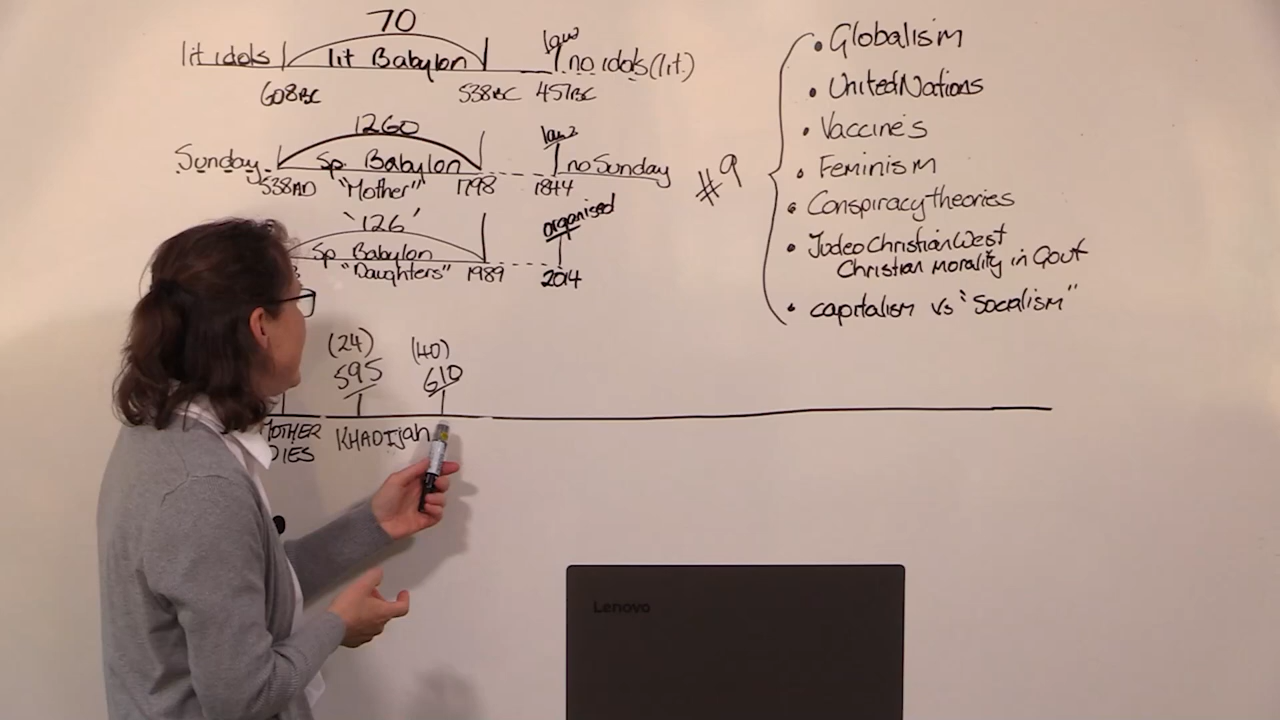 70
lit idols lit Babylon law no idols (lit.)
608BC 538BC 457BC
1260
Sunday Sp. Babylon law no Sunday
538AD "Mother" 1798 1844
'126' organised
Sp Babylon
"Daughters" 1989 2014
#9
• Globalism
• United Nations
• Vaccines
• Feminism
• Conspiracy theories
• Judeo Christian West
Christian morality in Govt
• capitalism vs "Socalism"
(24) (40)
595 610
MOTHER KHADIjah
DIES
Lenovo